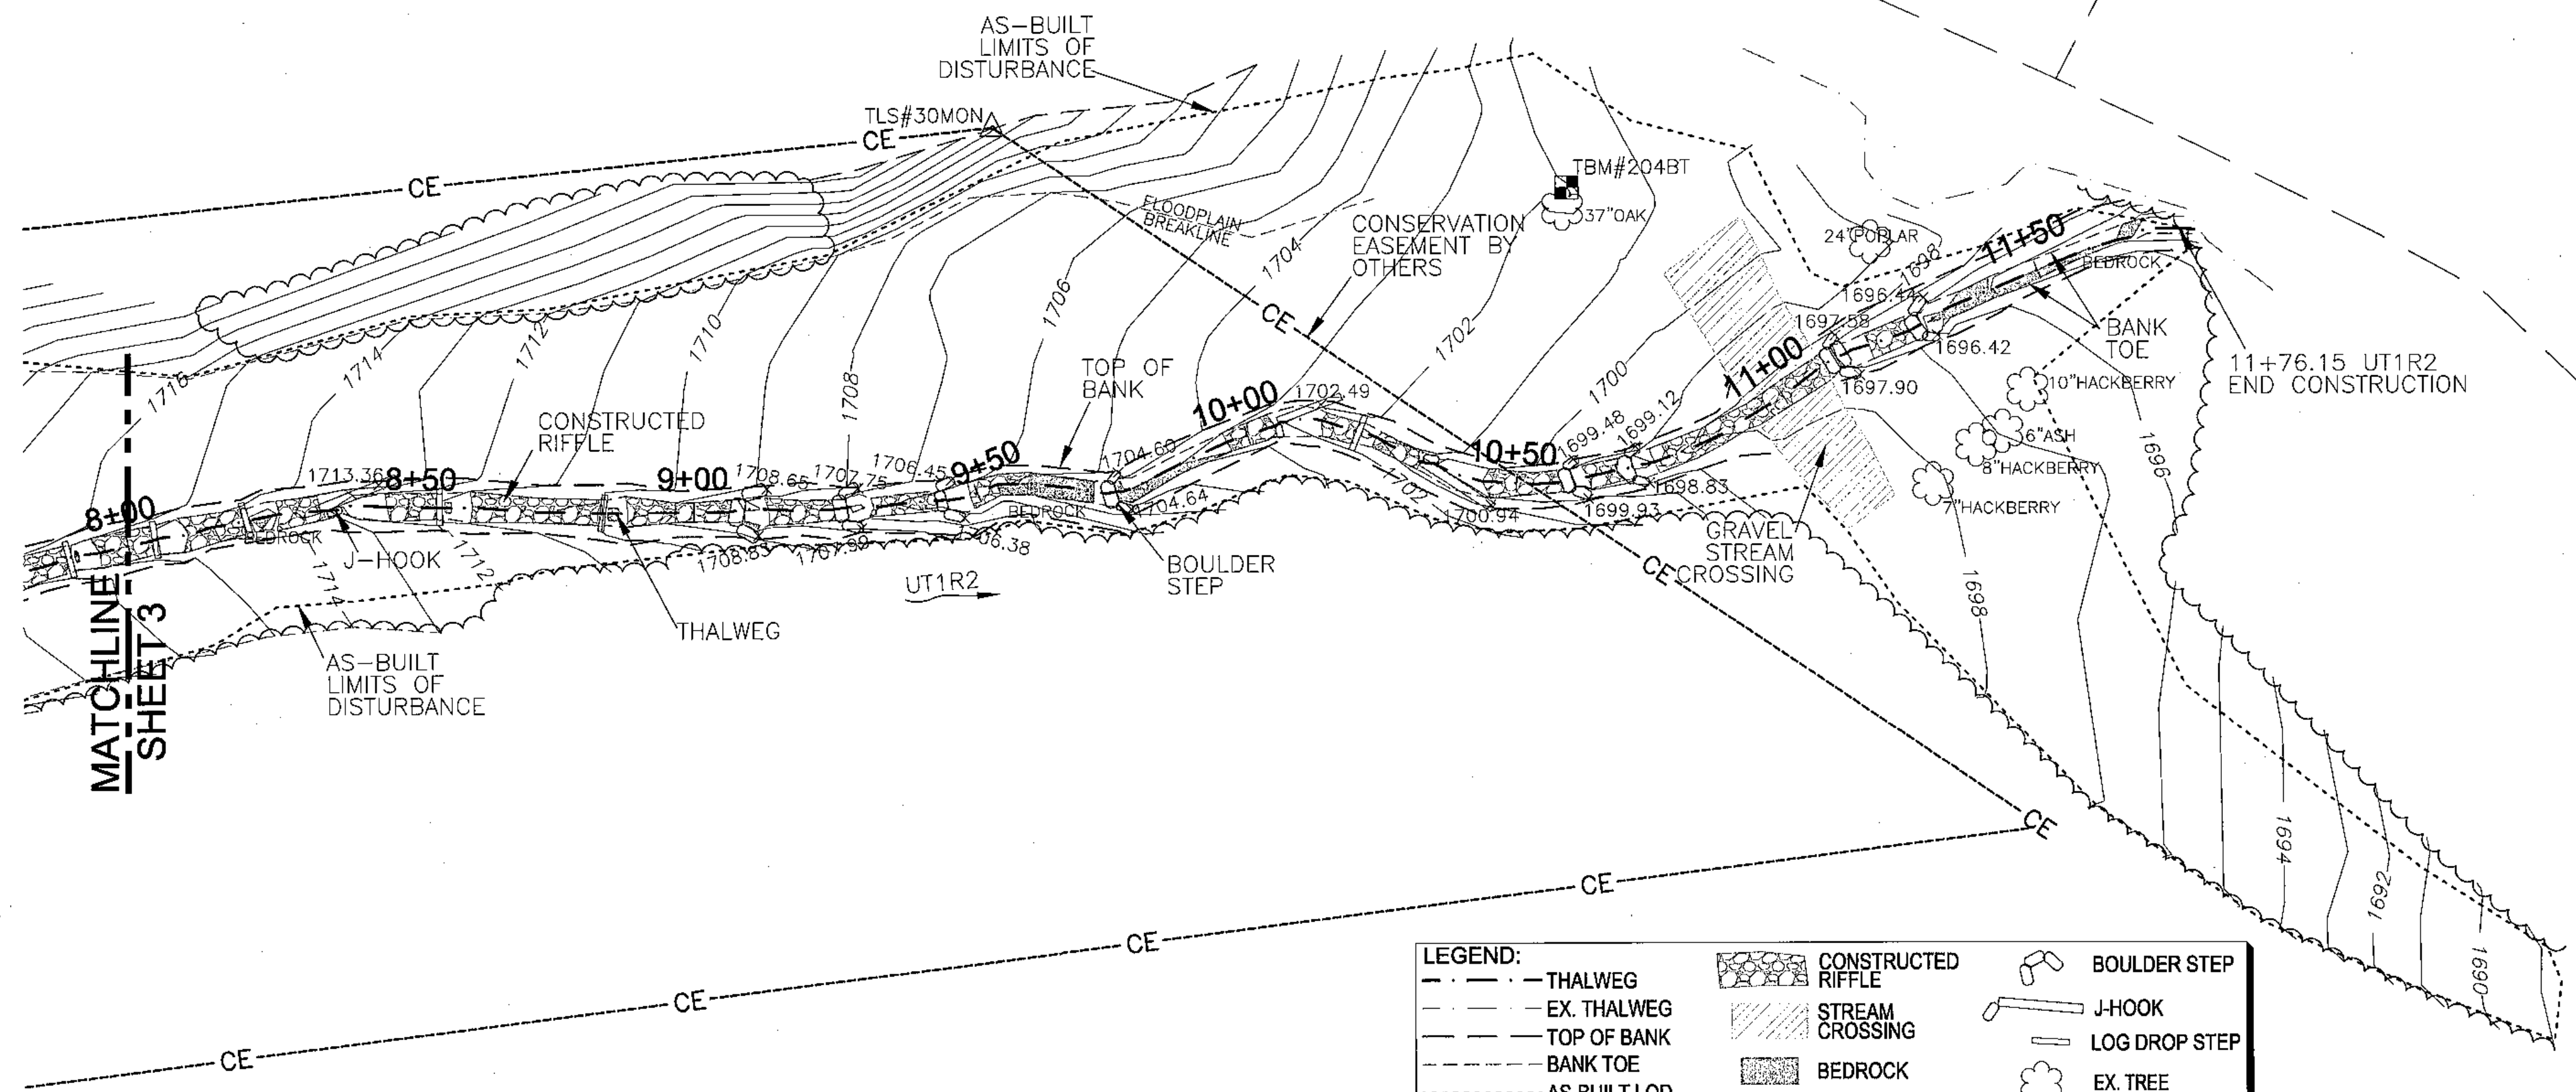 AS-BUILT
LIMITS OF
DISTURBANCE
TLS#30MON
CE
CE
TBM#204BT
37"OAK
FLOODPLAIN
BREAKLINE
CONSERVATION
EASEMENT BY
OTHERS
CE
1704
24"POPLAR
1698
11+50
BEDROCK
1696.44
1697.58
BANK
TOE
1696.42
11+76.15 UT1R2
END CONSTRUCTION
1716
1714
1712
1710
1708
1706
1702
1700
11+00
1697.90
10"HACKBERRY
6"ASH
8"HACKBERRY
7"HACKBERRY
1696
TOP OF
BANK
10+00
1702.49
CONSTRUCTED
RIFFLE
1713.36
8+50
9+00
1708.65
1707.75
1706.45
9+50
1704.60
10+50
1699.48
1699.12
8+00
BEDROCK
J-HOOK
1714
1712
1708.83
1707.99
06.38
BEDROCK
1704.64
1702
1700.94
1699.93
1698.83
GRAVEL
STREAM
CROSSING
CE
1698
BOULDER
STEP
UT1R2
THALWEG
MATCHLINE
SHEET 3
AS-BUILT
LIMITS OF
DISTURBANCE
CE
1694
1692
1690
CE
CE
CE
CE
LEGEND:
THALWEG
EX. THALWEG
TOP OF BANK
BANK TOE
AS-BUILT LOD
CONSTRUCTED
RIFFLE
STREAM
CROSSING
BEDROCK
BOULDER STEP
J-HOOK
LOG DROP STEP
EX. TREE